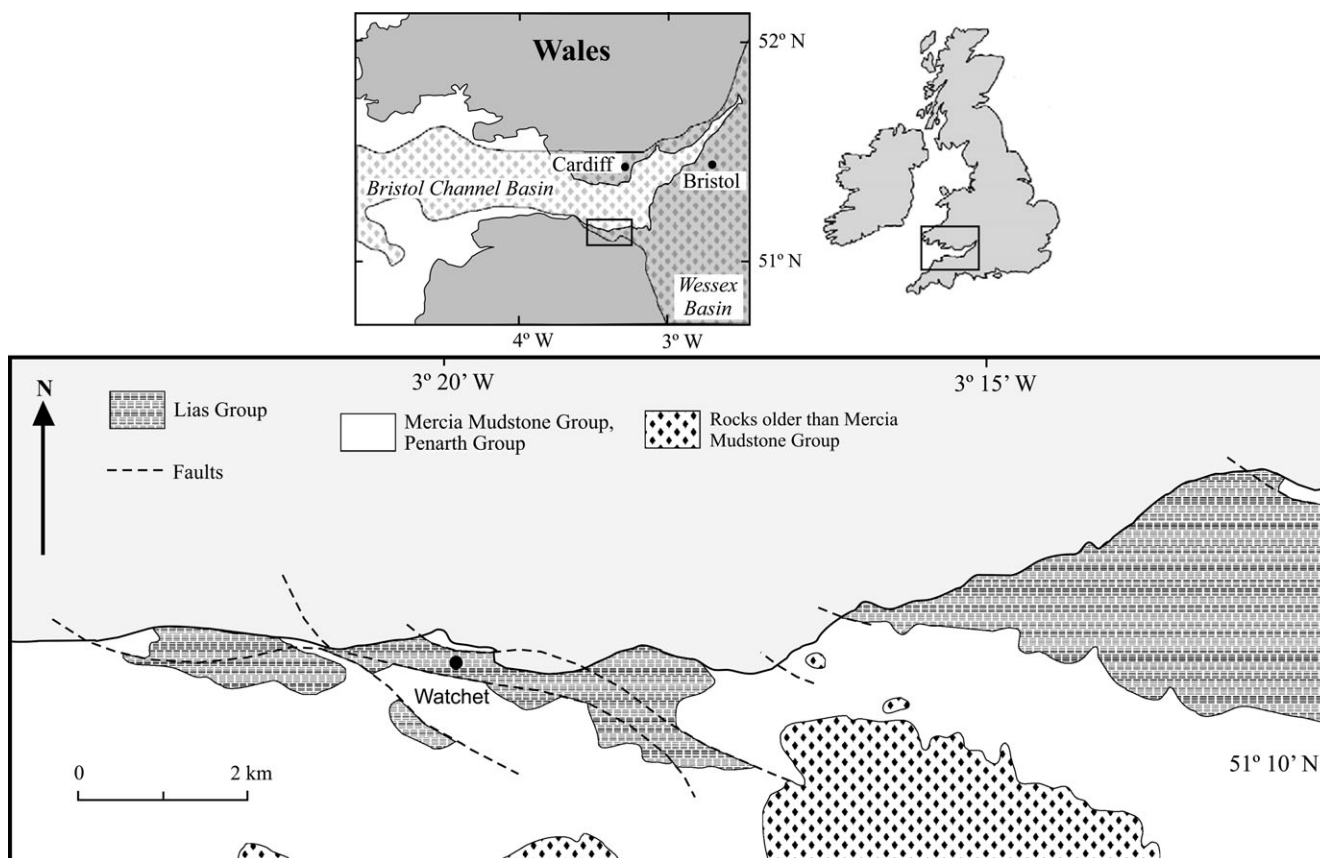 Wales
52° N
Cardiff
Bristol Channel Basin
Bristol
51° N
Wessex
Basin
4° W
3° W
3° 20’ W
3° 15’ W
N
Lias Group
Mercia Mudstone Group,
Penarth Group
Rocks older than Mercia
Mudstone Group
Faults
Watchet
51° 10’ N
0
2 km